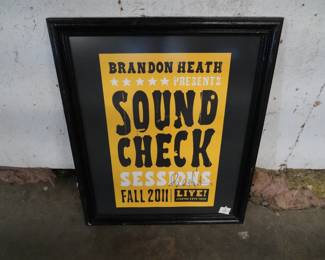 BRANDON HEATH
PRESENTS
SOUND
CHECK
SESSIONS
FALL 2011 LIVE!